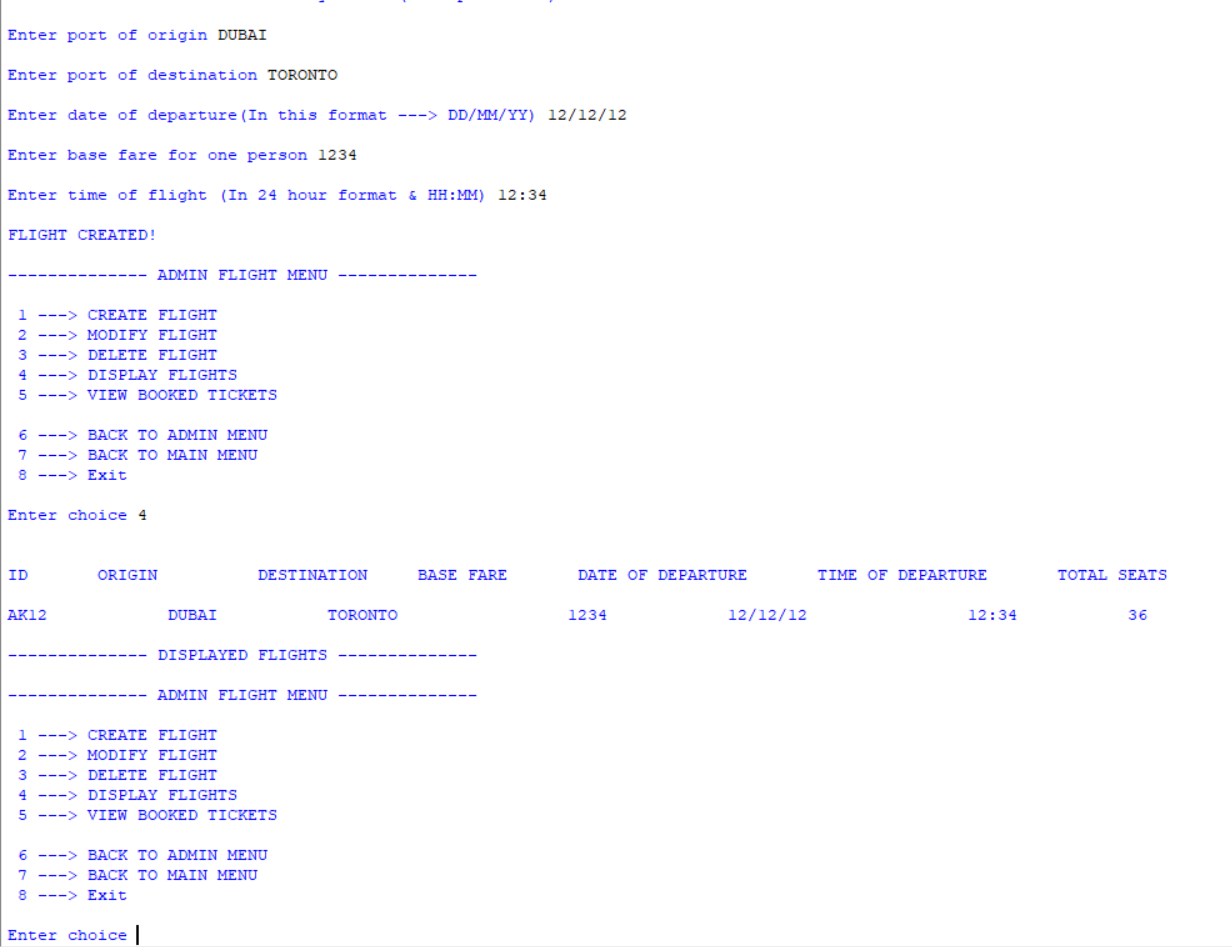 Enter port of origin DUBAI
Enter port of destination TORONTO
Enter date of departure(In this format ---> DD/MM/YY) 12/12/12
Enter base fare for one person 1234
Enter time of flight (In 24 hour format & HH:MM) 12:34
FLIGHT CREATED!
-------------- ADMIN FLIGHT MENU --------------
1 ---> CREATE FLIGHT
2 ---> MODIFY FLIGHT
3 ---> DELETE FLIGHT
4 ---> DISPLAY FLIGHTS
5 ---> VIEW BOOKED TICKETS
6 ---> BACK TO ADMIN MENU
7 ---> BACK TO MAIN MENU
8 ---> Exit
Enter choice 4
ID ORIGIN DESTINATION BASE FARE DATE OF DEPARTURE TIME OF DEPARTURE TOTAL SEATS
AK12 DUBAI TORONTO 1234 12/12/12 12:34 36
-------------- DISPLAYED FLIGHTS --------------
-------------- ADMIN FLIGHT MENU --------------
1 ---> CREATE FLIGHT
2 ---> MODIFY FLIGHT
3 ---> DELETE FLIGHT
4 ---> DISPLAY FLIGHTS
5 ---> VIEW BOOKED TICKETS
6 ---> BACK TO ADMIN MENU
7 ---> BACK TO MAIN MENU
8 ---> Exit
Enter choice